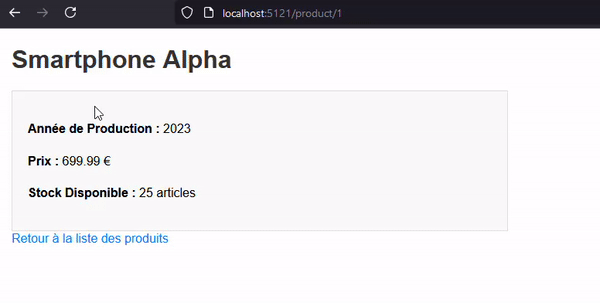 localhost:5121/product/1
Smartphone Alpha
Année de Production : 2023
Prix : 699.99 €
Stock Disponible : 25 articles
Retour à la liste des produits